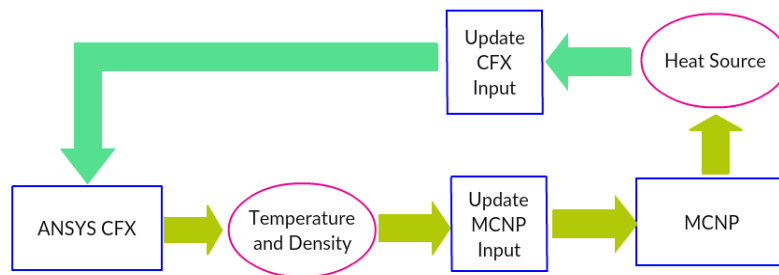 Update
CFX
Input
Heat Source
ANSYS CFX
Temperature
and Density
Update
MCNP
Input
MCNP